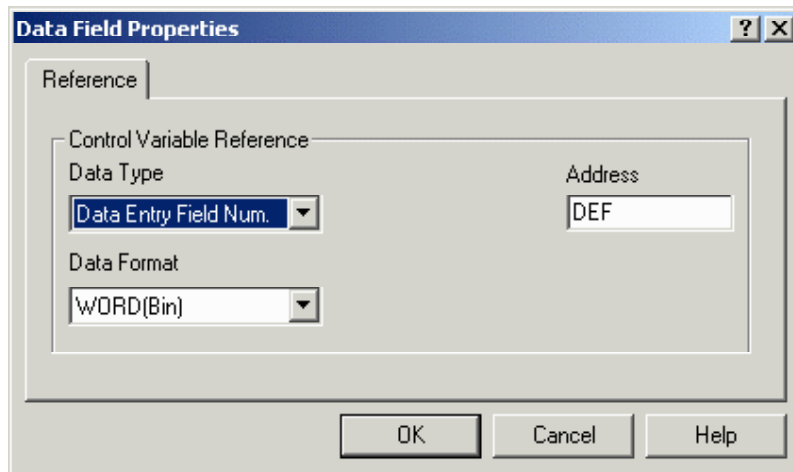 Data Field Properties
Reference
Control Variable Reference
Data Type
Address
Data Entry Field Num.
DEF
Data Format
WORD(Bin)
OK
Cancel
Help